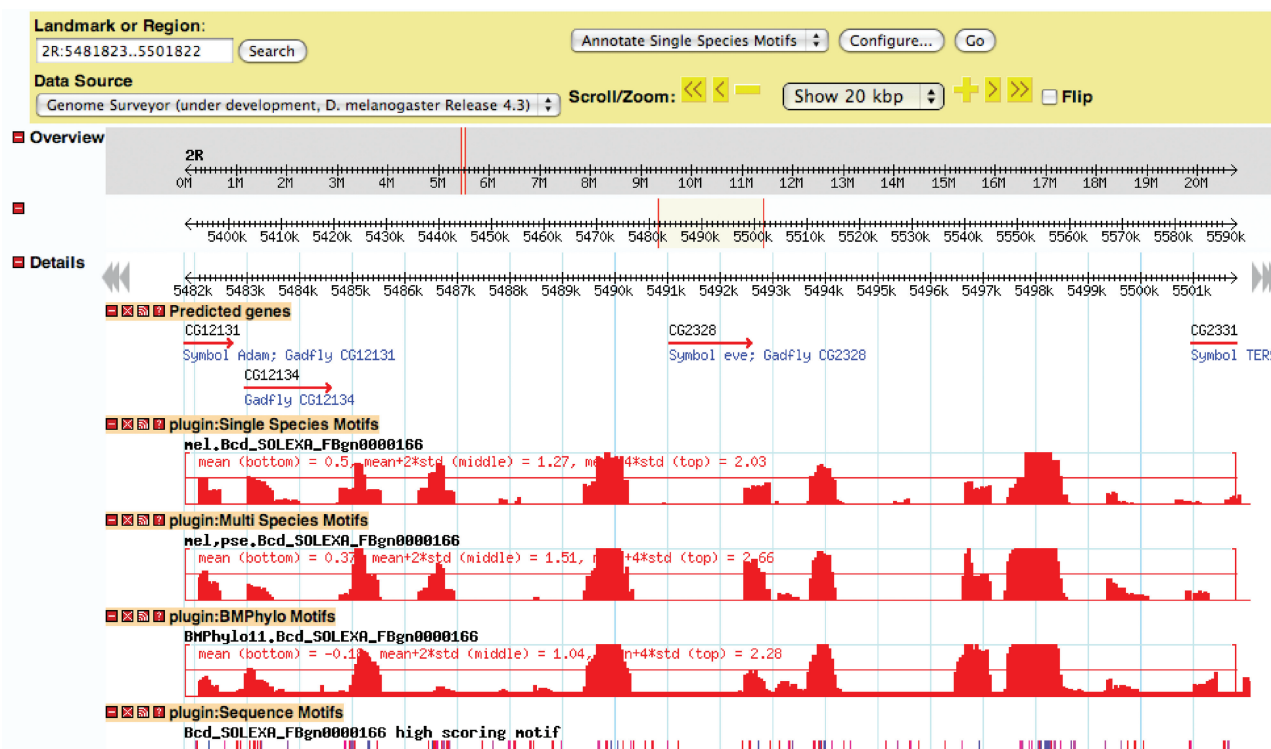 Landmark or Region:
2R:5481823..5501822 Search
Annotate Single Species Motifs Configure... Go
Data Source
Genome Surveyor (under development, D. melanogaster Release 4.3)
Scroll/Zoom: << < Show 20 kbp > >> Flip
Overview
2R
0M 1M 2M 3M 4M 5M 6M 7M 8M 9M 10M 11M 12M 13M 14M 15M 16M 17M 18M 19M 20M
5400k 5410k 5420k 5430k 5440k 5450k 5460k 5470k 5480k 5490k 5500k 5510k 5520k 5530k 5540k 5550k 5560k 5570k 5580k 5590k
Details
5482k 5483k 5484k 5485k 5486k 5487k 5488k 5489k 5490k 5491k 5492k 5493k 5494k 5495k 5496k 5497k 5498k 5499k 5500k 5501k
Predicted genes
CG12131 CG2328 CG2331
Symbol Adam; Gadfly CG12131 Symbol eve; Gadfly CG2328 Symbol TER
CG12134
Gadfly CG12134
plugin:Single Species Motifs
mel.Bcd_SOLEXA_FBgn0000166
mean (bottom) = 0.5, mean+2*std (middle) = 1.27, 4*std (top) = 2.03
plugin:Multi Species Motifs
mel,pse.Bcd_SOLEXA_FBgn0000166
mean (bottom) = 0.37, mean+2*std (middle) = 1.51, +4*std (top) = 2.66
plugin:BMPhylo Motifs
BMPhylo11.Bcd_SOLEXA_FBgn0000166
mean (bottom) = -0.18, mean+2*std (middle) = 1.04, n+4*std (top) = 2.28
plugin:Sequence Motifs
Bcd_SOLEXA_FBgn0000166 high scoring motif